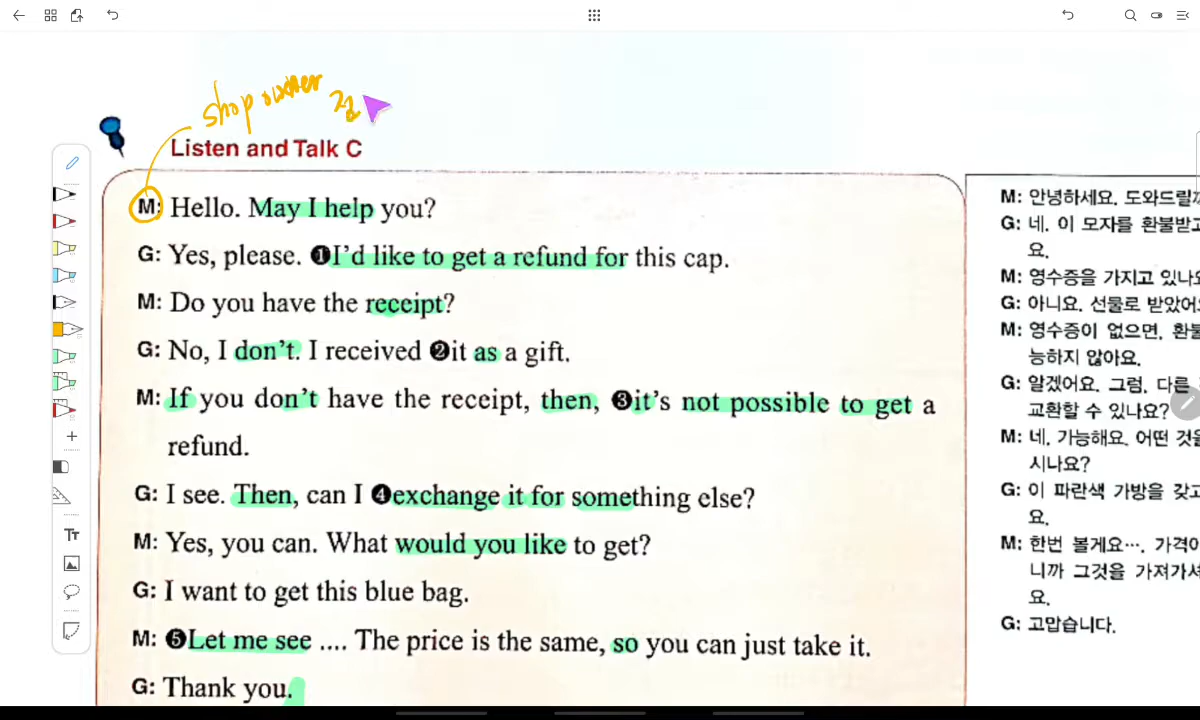 shop owner
Listen and Talk C
M: Hello. May I help you?
G: Yes, please. ❶I'd like to get a refund for this cap.
M: Do you have the receipt?
G: No, I don't. I received ❷it as a gift.
M: If you don't have the receipt, then, ❸it's not possible to get a
refund.
G: I see. Then, can I ❹exchange it for something else?
M: Yes, you can. What would you like to get?
G: I want to get this blue bag.
M: ❺Let me see .... The price is the same, so you can just take it.
G: Thank you.
M: 안녕하세요. 도와드릴
G: 네. 이 모자를 환불받고
요.
M: 영수증을 가지고 있나요
G: 아니요. 선물로 받았어요
M: 영수증이 없으면, 환불
능하지 않아요.
G: 알겠어요. 그럼, 다른
교환할 수 있나요?
M: 네, 가능해요. 어떤 것을
시나요?
G: 이 파란색 가방을 갖고
요.
M: 한번 볼게요…. 가격이
니까 그것을 가져가셔
요.
G: 고맙습니다.
Tт